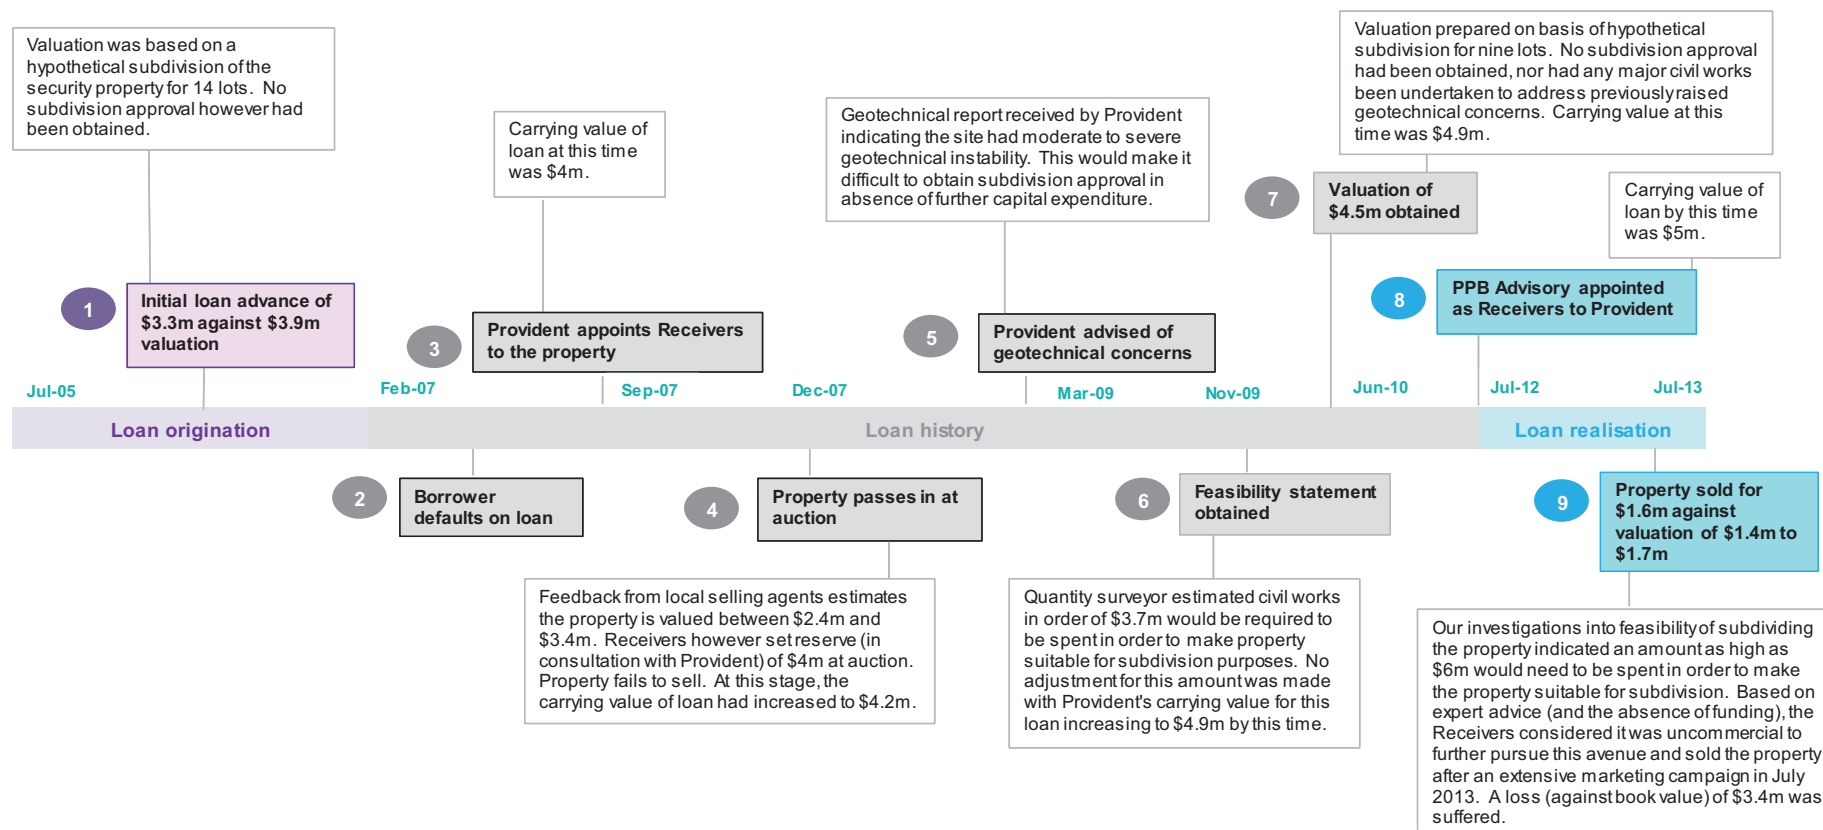 Valuation was based on a
hypothetical subdivision of the
security property for 14 lots. No
subdivision approval however had
been obtained.
1
Initial loan advance of
$3.3m against $3.9m
valuation
Carrying value of
loan at this time
was $4m.
3
Provident appoints Receivers
to the property
Geotechnical report received by Provident
indicating the site had moderate to severe
geotechnical instability. This would make it
difficult to obtain subdivision approval in
absence of further capital expenditure.
5
Provident advised of
geotechnical concerns
Valuation prepared on basis of hypothetical
subdivision for nine lots. No subdivision approval
had been obtained, nor had any major civil works
been undertaken to address previously raised
geotechnical concerns. Carrying value at this
time was $4.9m.
7
Valuation of
$4.5m obtained
Carrying value of
loan by this time
was $5m.
8
PPB Advisory appointed
as Receivers to Provident
Jul-05
Feb-07
Sep-07
Dec-07
Mar-09
Nov-09
Jun-10
Jul-12
Jul-13
Loan origination
Loan history
Loan realisation
2
Borrower
defaults on loan
4
Property passes in at
auction
Feedback from local selling agents estimates
the property is valued between $2.4m and
$3.4m. Receivers however set reserve (in
consultation with Provident) of $4m at auction.
Property fails to sell. At this stage, the
carrying value of loan had increased to $4.2m.
6
Feasibility statement
obtained
Quantity surveyor estimated civil works
in order of $3.7m would be required to
be spent in order to make property
suitable for subdivision purposes. No
adjustment for this amount was made
with Provident's carrying value for this
loan increasing to $4.9m by this time.
9
Property sold for
$1.6m against
valuation of $1.4m to
$1.7m
Our investigations into feasibility of subdividing
the property indicated an amount as high as
$6m would need to be spent in order to make
the property suitable for subdivision. Based on
expert advice (and the absence of funding), the
Receivers considered it was uncommercial to
further pursue this avenue and sold the property
after an extensive marketing campaign in July
2013. A loss (against book value) of $3.4m was
suffered.